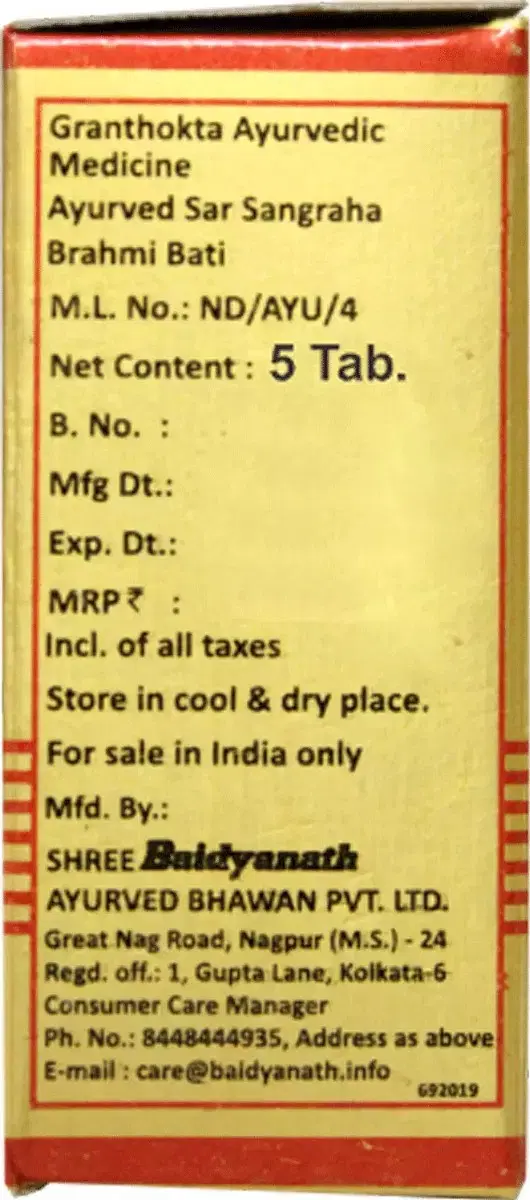 Granthokta Ayurvedic
Medicine
Ayurved Sar Sangraha
Brahmi Bati
M.L. No.: ND/AYU/4
Net Content : 5 Tab.
B. No. :
Mfg Dt.:
Exp. Dt.:
MRP ₹ :
Incl. of all taxes
Store in cool & dry place.
For sale in India only
Mfd. By.:
SHREE Baidyanath
AYURVED BHAWAN PVT. LTD.
Great Nag Road, Nagpur (M.S.) - 24
Regd. off.: 1, Gupta Lane, Kolkata-6
Consumer Care Manager
Ph. No.: 8448444935, Address as above
E-mail : care@baidyanath.info
692019